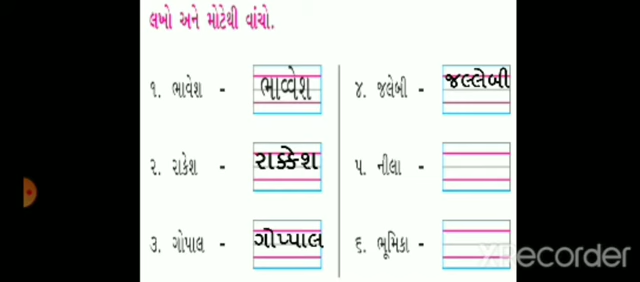 લખો અને મોટેથી વાંચો.
૧. ભાવેશ - ભાવ્વેશ
૨. રાકેશ - રાક્કેશ
૩. ગોપાલ - ગોપ્પાલ
૪. જલેબી - જલ્લેબી
૫. નીલા -
૬. ભૂમિકા -
XRecorder